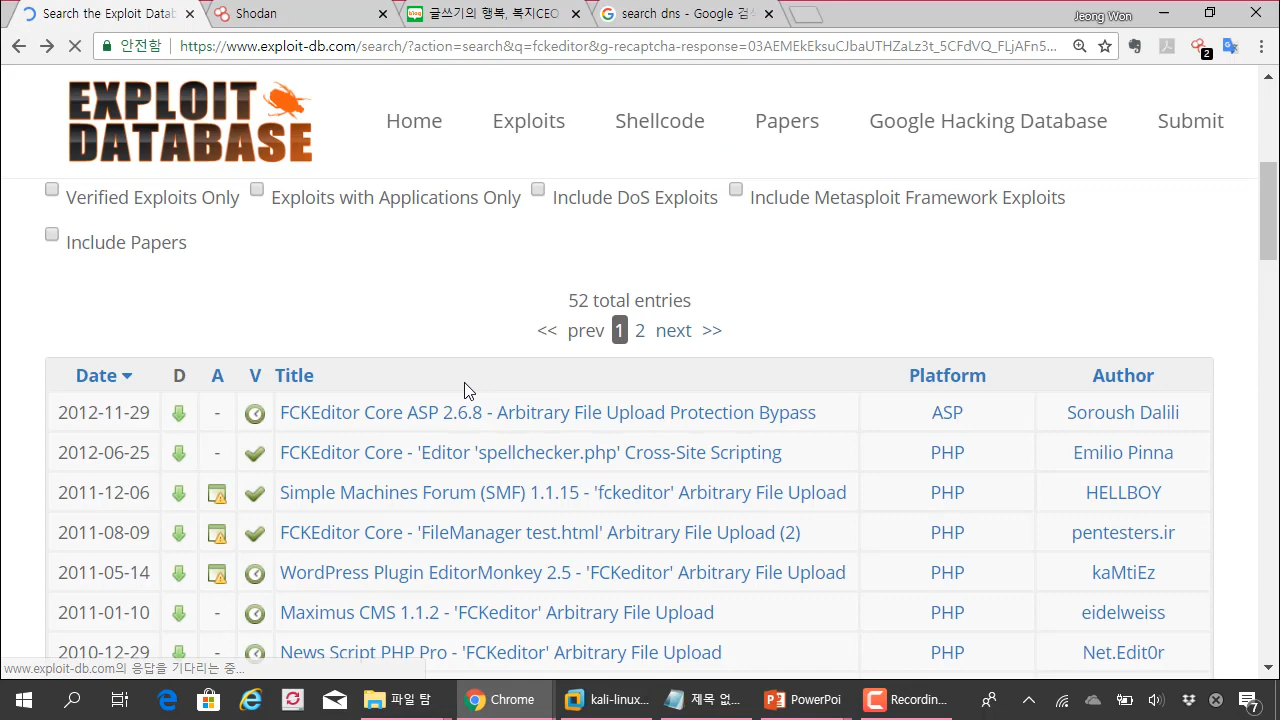 Search the Exploit Datab
Shodan
blog
글쓰기의 행복, 복지CEO
search dns - Google 검색
Jeong Won
안전함
https://www.exploit-db.com/search/?action=search&q=fckeditor&g-recaptcha-response=
2
EXPLOIT
DATABASE
Home
Exploits
Shellcode
Papers
Google Hacking Database
Submit
Verified Exploits Only
Exploits with Applications Only
Include DoS Exploits
Include Metasploit Framework Exploits
Include Papers
52 total entries
<< prev 1 2 next >>
Date D A V Title Platform Author
2012-11-29 - FCKEditor Core ASP 2.6.8 - Arbitrary File Upload Protection Bypass ASP Soroush Dalili
2012-06-25 - FCKEditor Core - 'Editor 'spellchecker.php' Cross-Site Scripting PHP Emilio Pinna
2011-12-06 Simple Machines Forum (SMF) 1.1.15 - 'fckeditor' Arbitrary File Upload PHP HELLBOY
2011-08-09 FCKEditor Core - 'FileManager test.html' Arbitrary File Upload (2) PHP pentesters.ir
2011-05-14 WordPress Plugin EditorMonkey 2.5 - 'FCKeditor' Arbitrary File Upload PHP kaMtiEz
2011-01-10 - Maximus CMS 1.1.2 - 'FCKeditor' Arbitrary File Upload PHP eidelweiss
2010-12-29 - News Script PHP Pro - 'FCKeditor' Arbitrary File Upload PHP Net.Edit0r
www.exploit-db.com의 응답을 기다리는 중...
파일 탐
Chrome
kali-linux...
제목 없...
PowerPoi
Recordin...
7